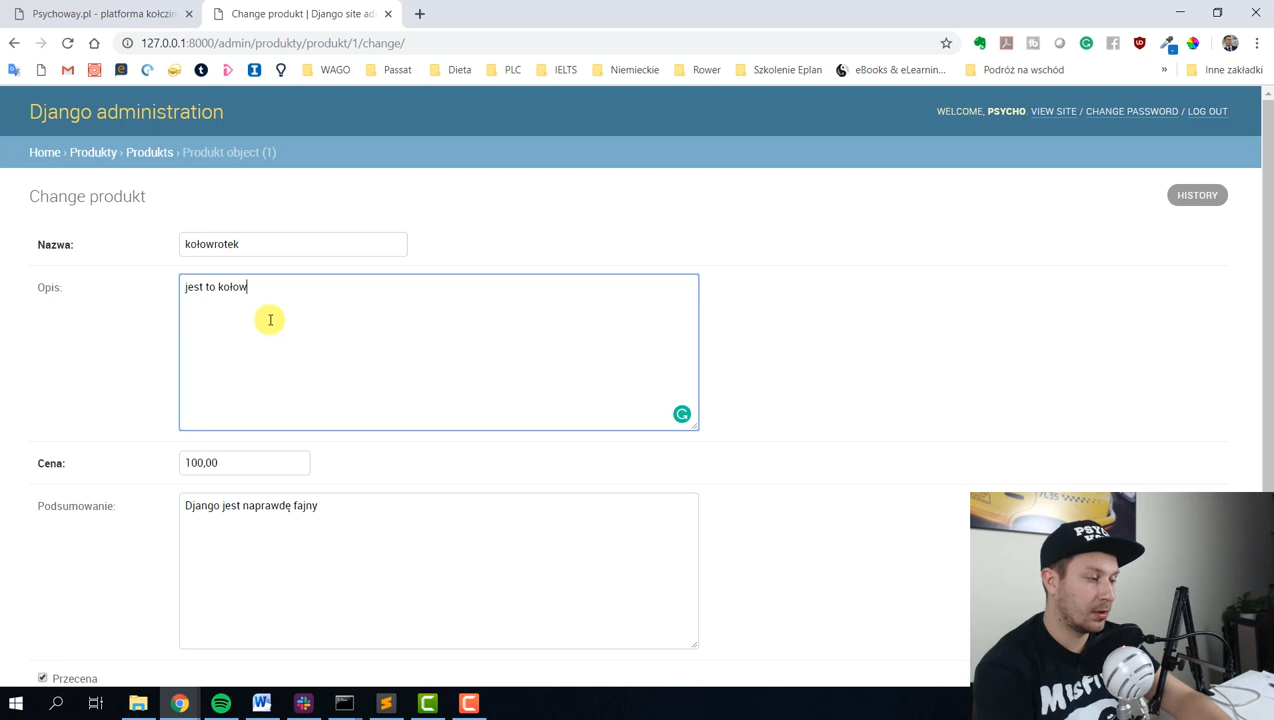 Psychoway.pl - platforma kołczin
Change produkt | Django site ad
127.0.0.1:8000/admin/produkty/produkt/1/change/
WAGO
Passat
Dieta
PLC
IELTS
Niemieckie
Rower
Szkolenie Eplan
eBooks & eLearnin...
Podróż na wschód
»
Inne zakładki
Django administration
WELCOME, PSYCHO. VIEW SITE / CHANGE PASSWORD / LOG OUT
Home › Produkty › Produkts › Produkt object (1)
Change produkt
HISTORY
Nazwa:
kołowrotek
Opis:
jest to kołow
Cena:
100,00
Podsumowanie:
Django jest naprawdę fajny
Przecena